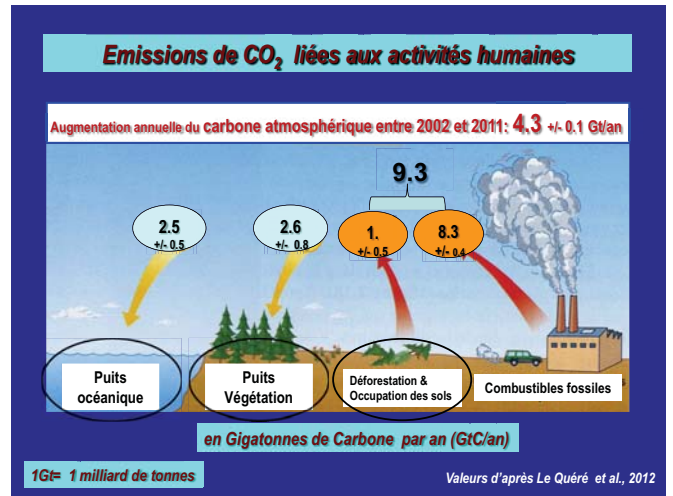 Emissions de CO2 liées aux activités humaines
Augmentation annuelle du carbone atmosphérique entre 2002 et 2011: 4.3 +/- 0.1 Gt/an
9.3
2.5
+/- 0.5
2.6
+/- 0.8
1.
+/- 0.5
8.3
+/- 0.4
Puits
océanique
Puits
Végétation
Déforestation &
Occupation des sols
Combustibles fossiles
en Gigatonnes de Carbone par an (GtC/an)
1Gt= 1 milliard de tonnes
Valeurs d'après Le Quéré et al., 2012